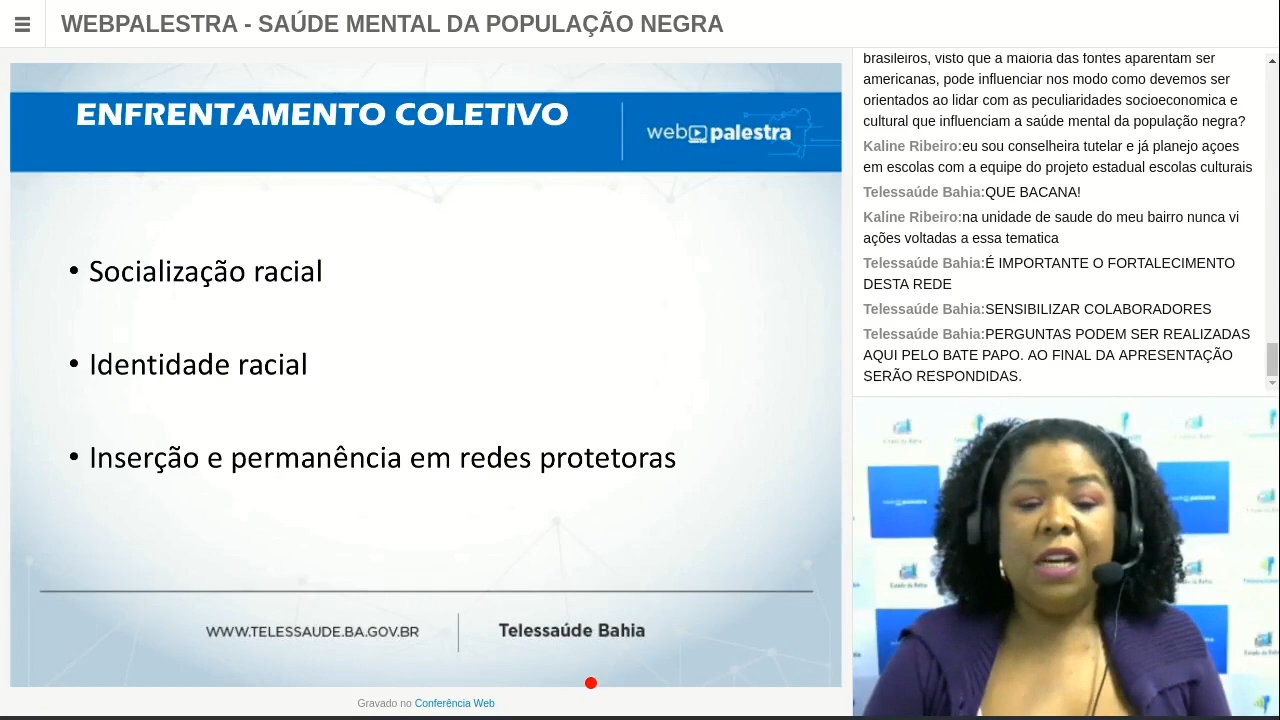 WEBPALESTRA - SAÚDE MENTAL DA POPULAÇÃO NEGRA
ENFRENTAMENTO COLETIVO
web palestra
• Socialização racial
• Identidade racial
• Inserção e permanência em redes protetoras
WWW.TELESSAUDE.BA.GOV.BR
Telessaúde Bahia
Gravado no Conferência Web
brasileiros, visto que a maioria das fontes aparentam ser
americanas, pode influenciar nos modo como devemos ser
orientados ao lidar com as peculiaridades socioeconomica e
cultural que influenciam a saúde mental da população negra?
Kaline Ribeiro:eu sou conselheira tutelar e já planejo ações
em escolas com a equipe do projeto estadual escolas culturais
Telessaúde Bahia:QUE BACANA!
Kaline Ribeiro:na unidade de saude do meu bairro nunca vi
ações voltadas a essa tematica
Telessaúde Bahia:É IMPORTANTE O FORTALECIMENTO
DESTA REDE
Telessaúde Bahia:SENSIBILIZAR COLABORADORES
Telessaúde Bahia:PERGUNTAS PODEM SER REALIZADAS
AQUI PELO BATE PAPO. AO FINAL DA APRESENTAÇÃO
SERÃO RESPONDIDAS.